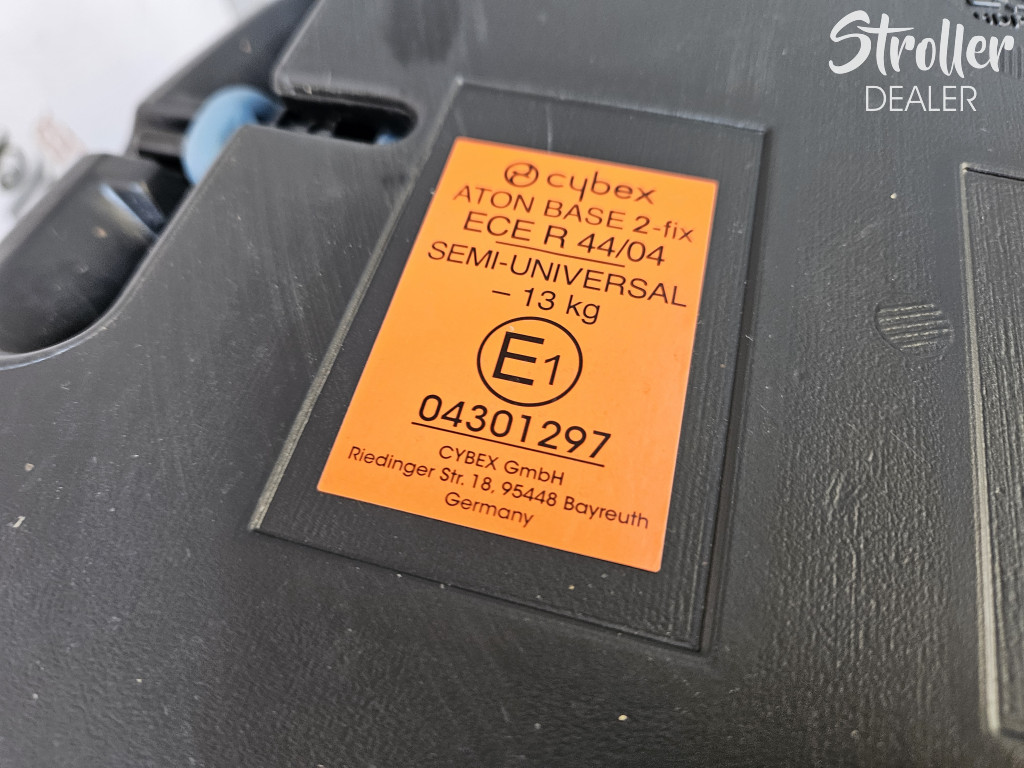 Stroller
DEALER
cybex
ATON BASE 2-fix
ECE R 44/04
SEMI-UNIVERSAL
– 13 kg
E1
04301297
CYBEX GmbH
Riedinger Str. 18, 95448 Bayreuth
Germany